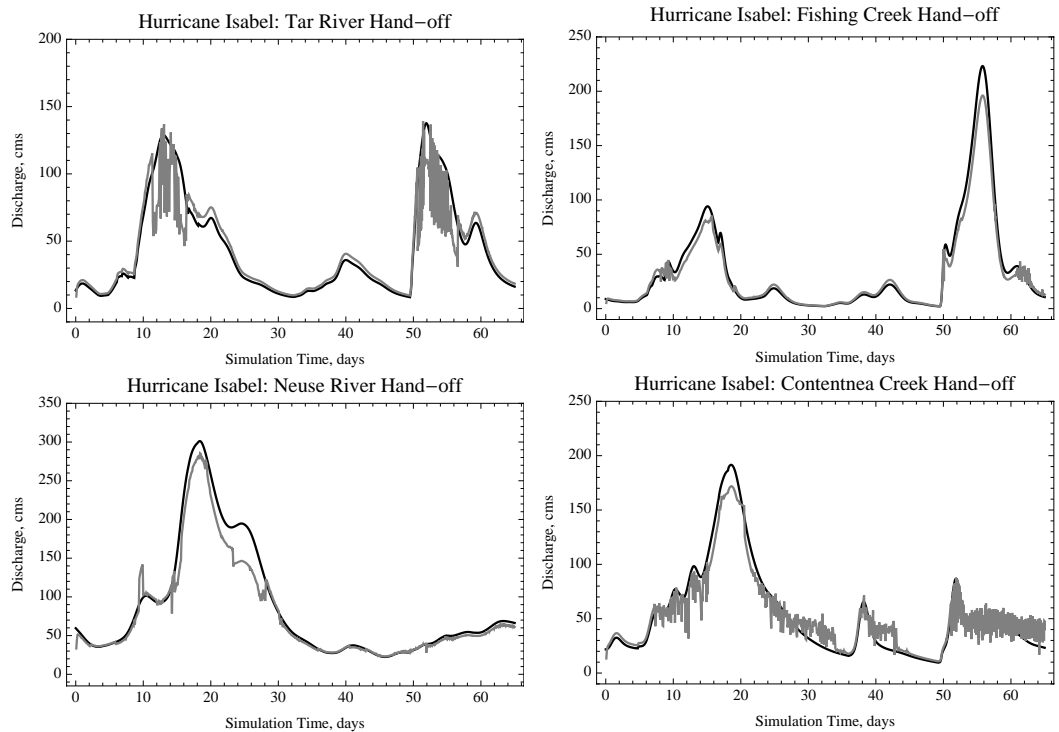 Hurricane Isabel: Tar River Hand−off
200
150
100
50
0
Discharge, cms
0 10 20 30 40 50 60
Simulation Time, days
Hurricane Isabel: Fishing Creek Hand−off
250
200
150
100
50
0
Discharge, cms
0 10 20 30 40 50 60
Simulation Time, days
Hurricane Isabel: Neuse River Hand−off
350
300
250
200
150
100
50
0
Discharge, cms
0 10 20 30 40 50 60
Simulation Time, days
Hurricane Isabel: Contentnea Creek Hand−off
250
200
150
100
50
0
Discharge, cms
0 10 20 30 40 50 60
Simulation Time, days